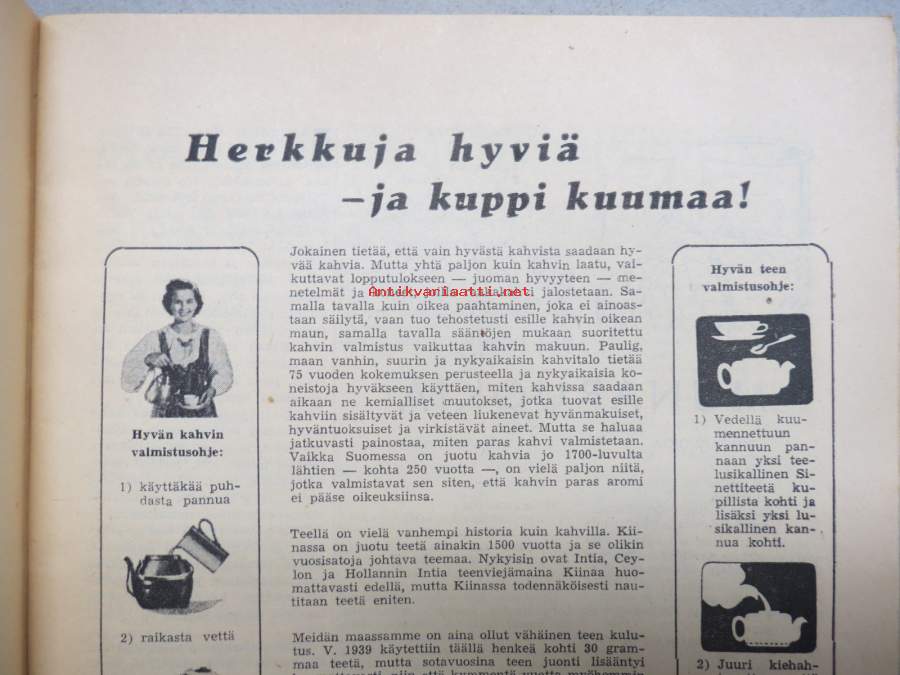 Herkkuja hyviä
– ja kuppi kuumaa!
Hyvän kahvin
valmistusohje:
1) käyttäkää puh-
dasta pannua
2) raikasta vettä
Jokainen tietää, että vain hyvästä kahvista saadaan hy-
vää kahvia. Mutta yhtä paljon kuin kahvin laatu, vai-
kuttavat lopputulokseen — juoman hyvyyteen — me-
netelmät ja jalostetaan. Sa-
Antikvariaatti.net
malla tavalla kuin oikea paahtaminen, joka ei ainoas-
taan säilytä, vaan tuo tehostetusti esille kahvin oikean
maun, samalla tavalla sääntöjen mukaan suoritettu
kahvin valmistus vaikuttaa kahvin makuun. Paulig,
maan vanhin, suurin ja nykyaikaisin kahvitalo tietää
75 vuoden kokemuksen perusteella ja nykyaikaisia ko-
neistoja hyväkseen käyttäen, miten kahvissa saadaan
aikaan ne kemialliset muutokset, jotka tuovat esille
kahviin sisältyvät ja veteen liukenevat hyvänmakuiset,
hyväntuoksuiset ja virkistävät aineet. Mutta se haluaa
jatkuvasti painostaa, miten paras kahvi valmistetaan.
Vaikka Suomessa on juotu kahvia jo 1700-luvulta
lähtien — kohta 250 vuotta —, on vielä paljon niitä,
jotka valmistavat sen siten, että kahvin paras aromi
ei pääse oikeuksiinsa.
Teellä on vielä vanhempi historia kuin kahvilla. Kii-
nassa on juotu teetä ainakin 1500 vuotta ja se olikin
vuosisatoja johtava teemaa. Nykyisin ovat Intia, Cey-
lon ja Hollannin Intia teenviejämaina Kiinaa huo-
mattavasti edellä, mutta Kiinassa todennäköisesti nau-
titaan teetä eniten.
Meidän maassamme on aina ollut vähäinen teen kulu-
tus. V. 1939 käytettiin täällä henkeä kohti 30 gram-
maa teetä, mutta sotavuosina teen juonti lisääntyi
Hyvän teen
valmistusohje:
1) Vedellä kuu-
mennettuun
kannuun pan-
naan yksi tee-
lusikallinen Si-
nettiteetä ku-
pillista kohti ja
lisäksi yksi lu-
sikallinen kan-
nua kohti.
2) Juuri kiehah-